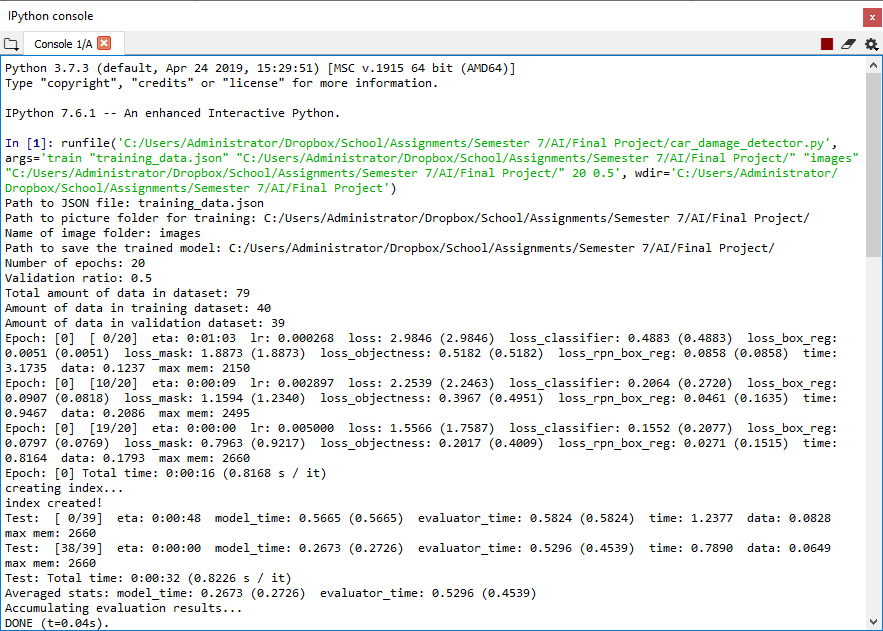 IPython console
x
Console 1/A
Python 3.7.3 (default, Apr 24 2019, 15:29:51) [MSC v.1915 64 bit (AMD64)]
Type "copyright", "credits" or "license" for more information.
IPython 7.6.1 -- An enhanced Interactive Python.
In [1]: runfile('C:/Users/Administrator/Dropbox/School/Assignments/Semester 7/AI/Final Project/car_damage_detector.py',
args='train "training_data.json" "C:/Users/Administrator/Dropbox/School/Assignments/Semester 7/AI/Final Project/" "images"
"C:/Users/Administrator/Dropbox/School/Assignments/Semester 7/AI/Final Project/" 20 0.5', wdir='C:/Users/Administrator/
Dropbox/School/Assignments/Semester 7/AI/Final Project')
Path to JSON file: training_data.json
Path to picture folder for training: C:/Users/Administrator/Dropbox/School/Assignments/Semester 7/AI/Final Project/
Name of image folder: images
Path to save the trained model: C:/Users/Administrator/Dropbox/School/Assignments/Semester 7/AI/Final Project/
Number of epochs: 20
Validation ratio: 0.5
Total amount of data in dataset: 79
Amount of data in training dataset: 40
Amount of data in validation dataset: 39
Epoch: [0]  [ 0/20]  eta: 0:01:03  lr: 0.000268  loss: 2.9846 (2.9846)  loss_classifier: 0.4883 (0.4883)  loss_box_reg:
0.0051 (0.0051)  loss_mask: 1.8873 (1.8873)  loss_objectness: 0.5182 (0.5182)  loss_rpn_box_reg: 0.0858 (0.0858)  time:
3.1735  data: 0.1237  max mem: 2150
Epoch: [0]  [10/20]  eta: 0:00:09  lr: 0.002897  loss: 2.2539 (2.2463)  loss_classifier: 0.2064 (0.2720)  loss_box_reg:
0.0907 (0.0818)  loss_mask: 1.1594 (1.2340)  loss_objectness: 0.3967 (0.4951)  loss_rpn_box_reg: 0.0461 (0.1635)  time:
0.9467  data: 0.2086  max mem: 2495
Epoch: [0]  [19/20]  eta: 0:00:00  lr: 0.005000  loss: 1.5566 (1.7587)  loss_classifier: 0.1552 (0.2077)  loss_box_reg:
0.0797 (0.0769)  loss_mask: 0.7963 (0.9217)  loss_objectness: 0.2017 (0.4009)  loss_rpn_box_reg: 0.0271 (0.1515)  time:
0.8164  data: 0.1793  max mem: 2660
Epoch: [0] Total time: 0:00:16 (0.8168 s / it)
creating index...
index created!
Test:  [ 0/39]  eta: 0:00:48  model_time: 0.5665 (0.5665)  evaluator_time: 0.5824 (0.5824)  time: 1.2377  data: 0.0828
max mem: 2660
Test:  [38/39]  eta: 0:00:00  model_time: 0.2673 (0.2726)  evaluator_time: 0.5296 (0.4539)  time: 0.7890  data: 0.0649
max mem: 2660
Test: Total time: 0:00:32 (0.8226 s / it)
Averaged stats: model_time: 0.2673 (0.2726)  evaluator_time: 0.5296 (0.4539)
Accumulating evaluation results...
DONE (t=0.04s).